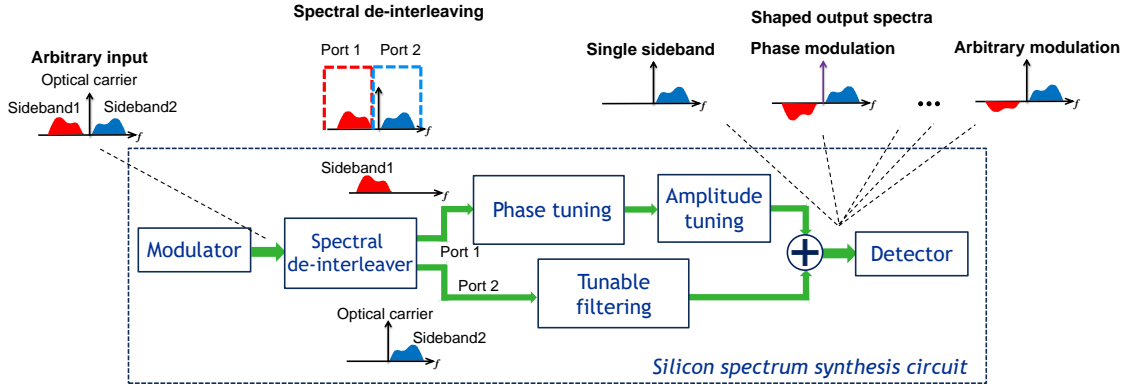 Spectral de-interleaving
Shaped output spectra
Arbitrary input
Port 1
Port 2
Single sideband
Phase modulation
Arbitrary modulation
Optical carrier
Sideband1
Sideband2
f
f
f
f
...
f
Sideband1
f
Modulator
Spectral
de-interleaver
Port 1
Port 2
Phase tuning
Amplitude
tuning
Tunable
filtering
+
Detector
Optical carrier
Sideband2
f
Silicon spectrum synthesis circuit